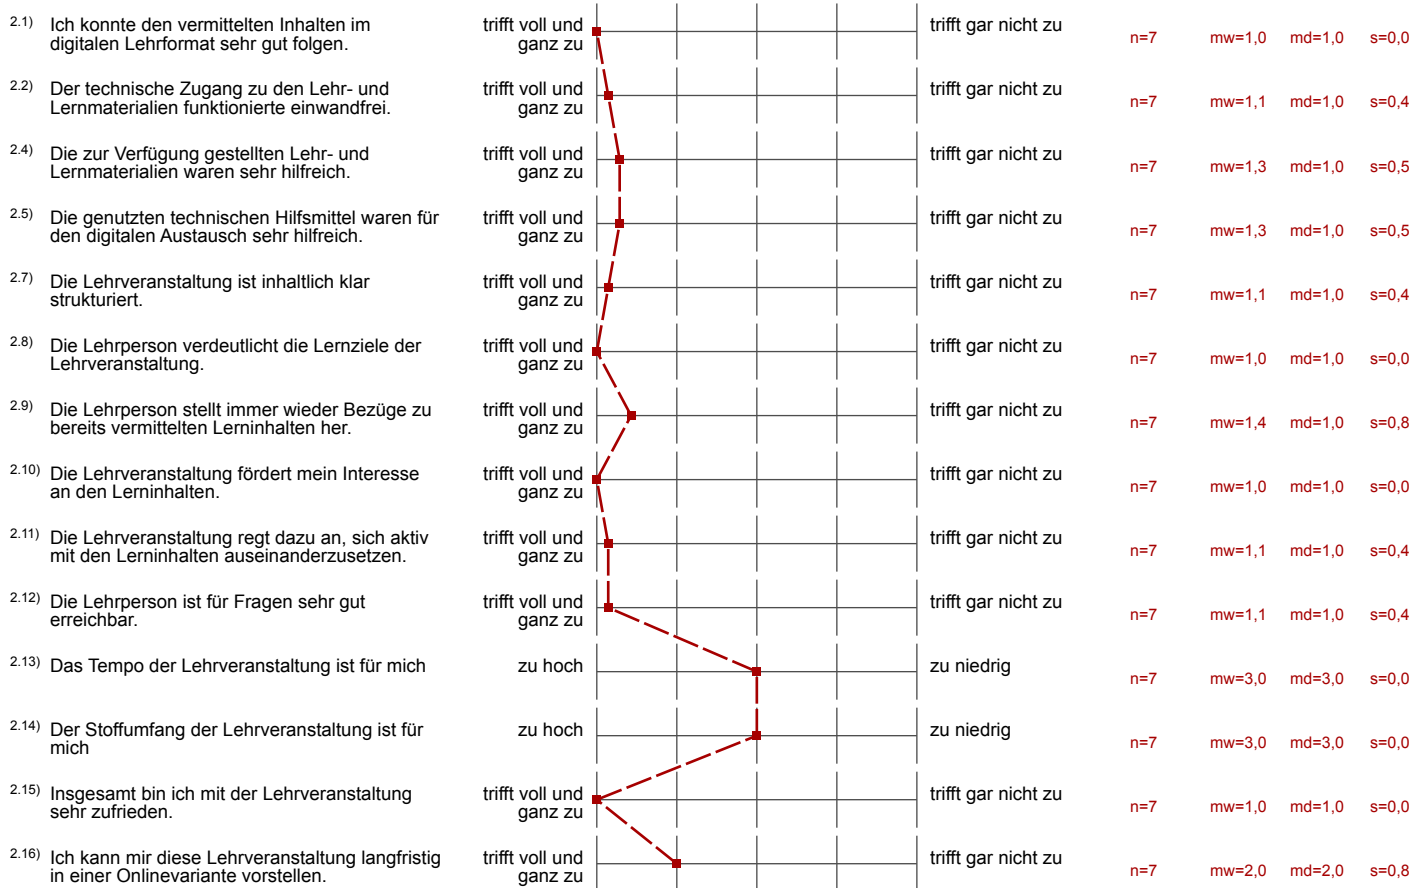 2.1) Ich konnte den vermittelten Inhalten im
digitalen Lehrformat sehr gut folgen.
trifft voll und
ganz zu
trifft gar nicht zu
n=7 mw=1,0 md=1,0 s=0,0
2.2) Der technische Zugang zu den Lehr- und
Lernmaterialien funktionierte einwandfrei.
trifft voll und
ganz zu
trifft gar nicht zu
n=7 mw=1,1 md=1,0 s=0,4
2.4) Die zur Verfügung gestellten Lehr- und
Lernmaterialien waren sehr hilfreich.
trifft voll und
ganz zu
trifft gar nicht zu
n=7 mw=1,3 md=1,0 s=0,5
2.5) Die genutzten technischen Hilfsmittel waren für
den digitalen Austausch sehr hilfreich.
trifft voll und
ganz zu
trifft gar nicht zu
n=7 mw=1,3 md=1,0 s=0,5
2.7) Die Lehrveranstaltung ist inhaltlich klar
strukturiert.
trifft voll und
ganz zu
trifft gar nicht zu
n=7 mw=1,1 md=1,0 s=0,4
2.8) Die Lehrperson verdeutlicht die Lernziele der
Lehrveranstaltung.
trifft voll und
ganz zu
trifft gar nicht zu
n=7 mw=1,0 md=1,0 s=0,0
2.9) Die Lehrperson stellt immer wieder Bezüge zu
bereits vermittelten Lerninhalten her.
trifft voll und
ganz zu
trifft gar nicht zu
n=7 mw=1,4 md=1,0 s=0,8
2.10) Die Lehrveranstaltung fördert mein Interesse
an den Lerninhalten.
trifft voll und
ganz zu
trifft gar nicht zu
n=7 mw=1,0 md=1,0 s=0,0
2.11) Die Lehrveranstaltung regt dazu an, sich aktiv
mit den Lerninhalten auseinanderzusetzen.
trifft voll und
ganz zu
trifft gar nicht zu
n=7 mw=1,1 md=1,0 s=0,4
2.12) Die Lehrperson ist für Fragen sehr gut
erreichbar.
trifft voll und
ganz zu
trifft gar nicht zu
n=7 mw=1,1 md=1,0 s=0,4
2.13) Das Tempo der Lehrveranstaltung ist für mich
zu hoch
zu niedrig
n=7 mw=3,0 md=3,0 s=0,0
2.14) Der Stoffumfang der Lehrveranstaltung ist für
mich
zu hoch
zu niedrig
n=7 mw=3,0 md=3,0 s=0,0
2.15) Insgesamt bin ich mit der Lehrveranstaltung
sehr zufrieden.
trifft voll und
ganz zu
trifft gar nicht zu
n=7 mw=1,0 md=1,0 s=0,0
2.16) Ich kann mir diese Lehrveranstaltung langfristig
in einer Onlinevariante vorstellen.
trifft voll und
ganz zu
trifft gar nicht zu
n=7 mw=2,0 md=2,0 s=0,8